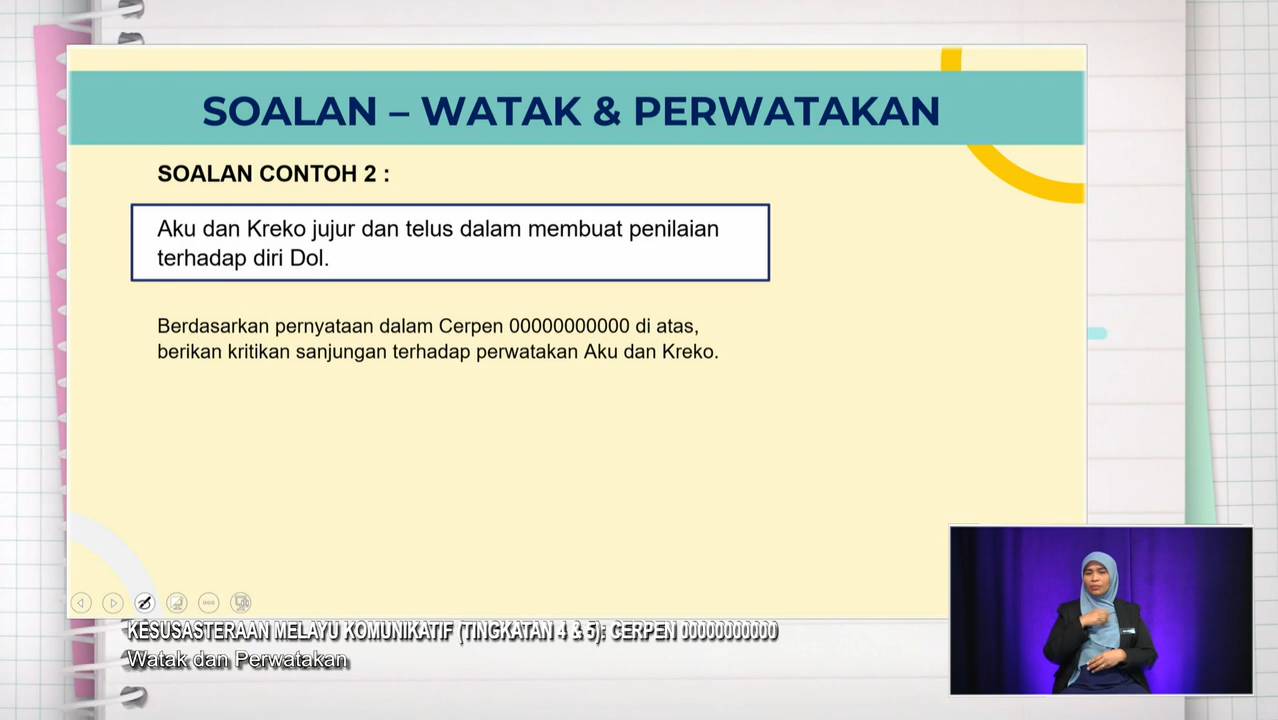 SOALAN – WATAK & PERWATAKAN
SOALAN CONTOH 2 :
Aku dan Kreko jujur dan telus dalam membuat penilaian
terhadap diri Dol.
Berdasarkan pernyataan dalam Cerpen 00000000000 di atas,
berikan kritikan sanjungan terhadap perwatakan Aku dan Kreko.
KESUSASTERAAN MELAYU KOMUNIKATIF (TINGKATAN 4 & 5): CERPEN 00000000000
Watak dan Perwatakan